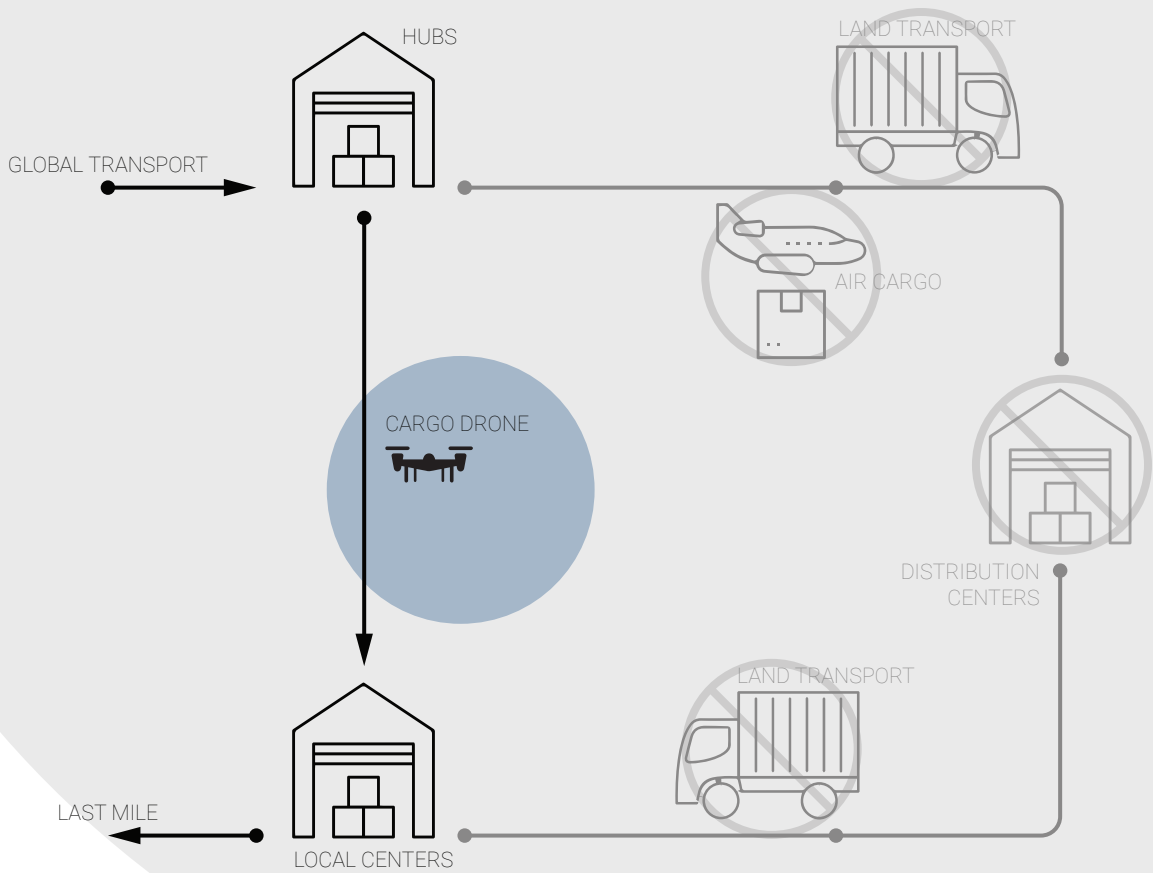 HUBS
LAND TRANSPORT
GLOBAL TRANSPORT
AIR CARGO
CARGO DRONE
DISTRIBUTION
CENTERS
LAND TRANSPORT
LAST MILE
LOCAL CENTERS